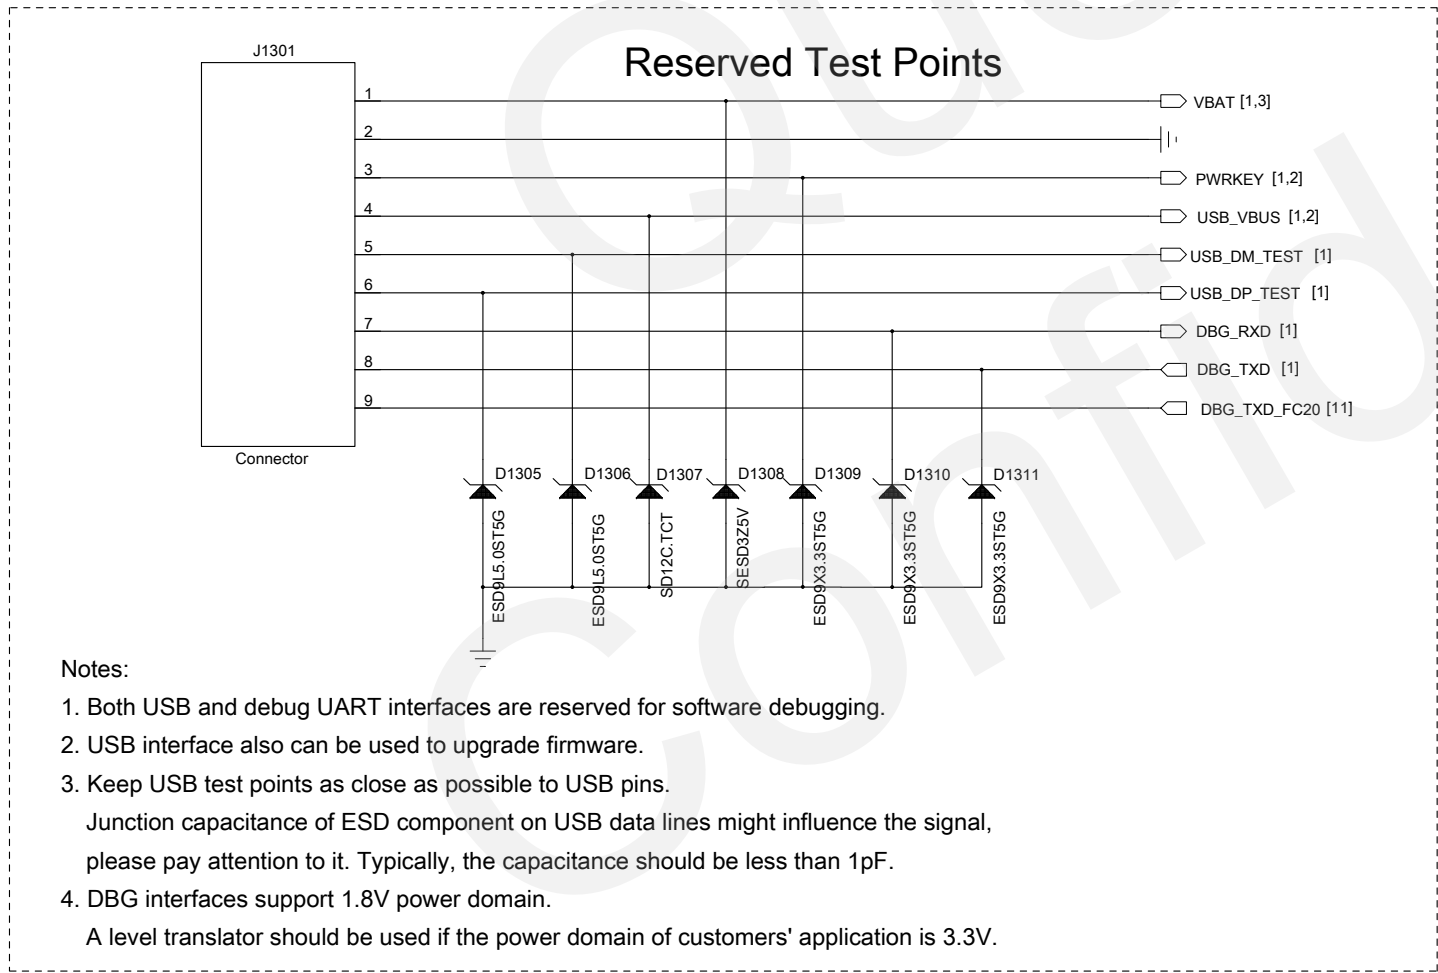 J1301
Reserved Test Points
1
VBAT [1,3]
2
3
PWRKEY [1,2]
4
USB_VBUS [1,2]
5
USB_DM_TEST [1]
6
USB_DP_TEST [1]
7
DBG_RXD [1]
8
DBG_TXD [1]
9
DBG_TXD_FC20 [11]
Connector
D1305
D1306
D1307
D1308
D1309
D1310
D1311
ESD9L5.0ST5G
ESD9L5.0ST5G
SD12C.TCT
SESD3Z5V
ESD9X3.3ST5G
ESD9X3.3ST5G
ESD9X3.3ST5G
Notes:
1. Both USB and debug UART interfaces are reserved for software debugging.
2. USB interface also can be used to upgrade firmware.
3. Keep USB test points as close as possible to USB pins.
Junction capacitance of ESD component on USB data lines might influence the signal,
please pay attention to it. Typically, the capacitance should be less than 1pF.
4. DBG interfaces support 1.8V power domain.
A level translator should be used if the power domain of customers' application is 3.3V.
Qu
Confid